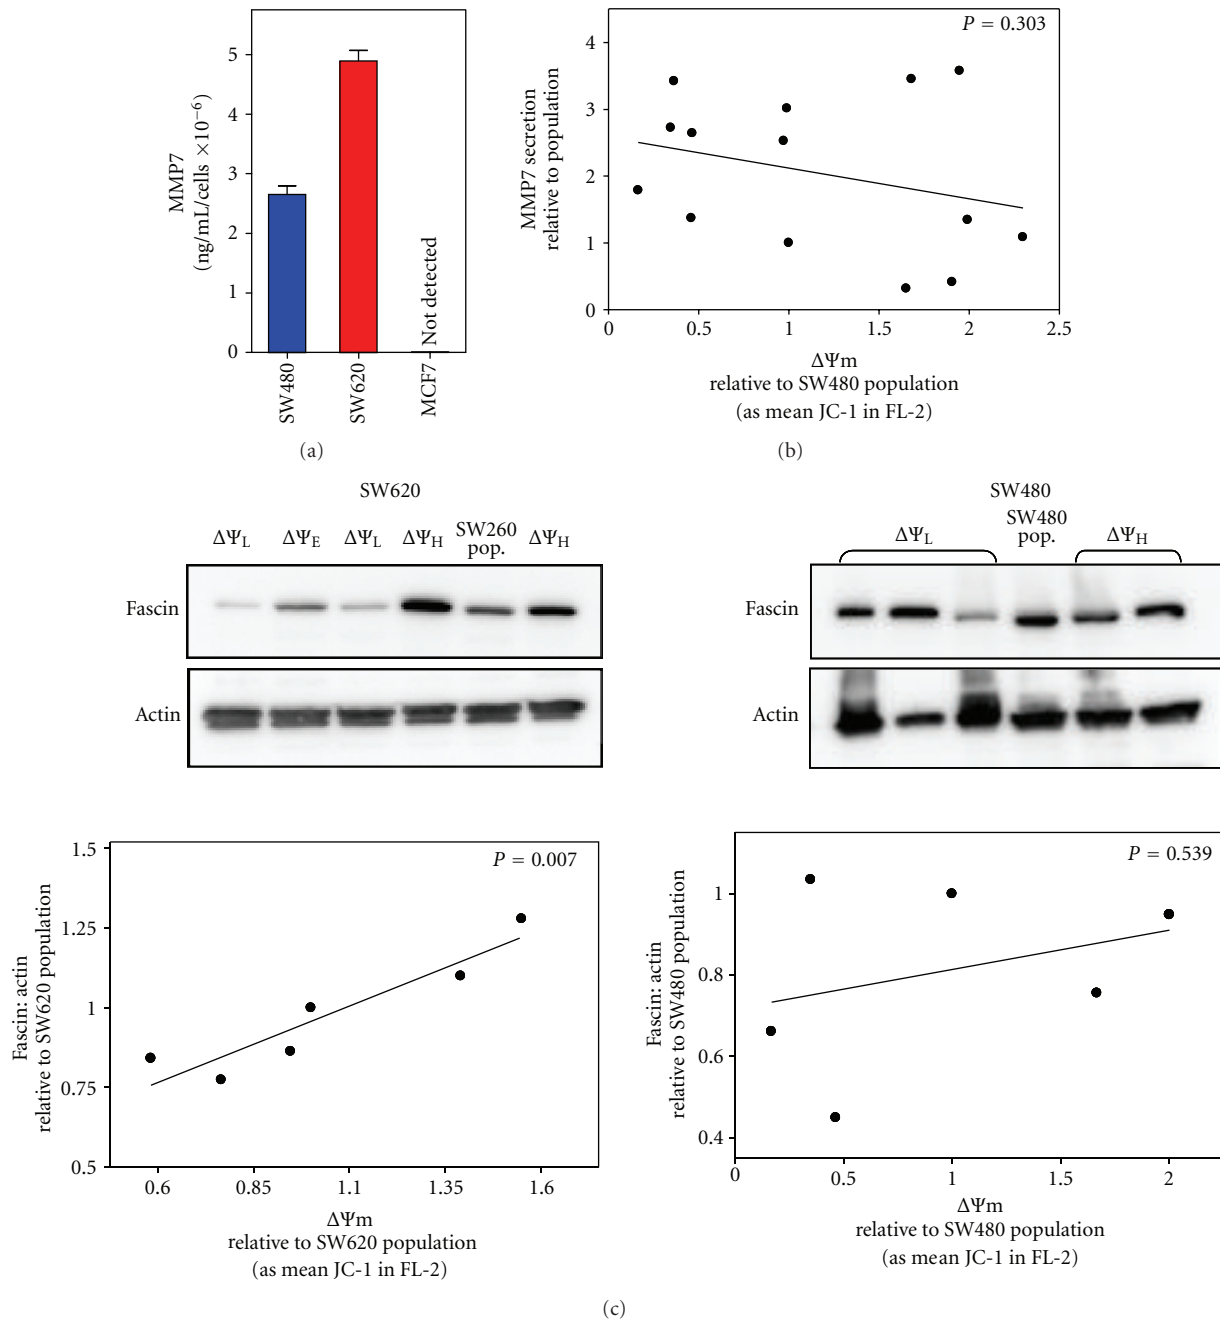 5
4
3
2
1
0
MMP7
(ng/mL/cells ×10⁻⁶)
Not detected
SW480
SW620
MCF7
(a)
P = 0.303
4
3
2
1
0
MMP7 secretion
relative to population
0
0.5
1
1.5
2
2.5
ΔΨm
relative to SW480 population
(as mean JC-1 in FL-2)
(b)
SW620
ΔΨL
ΔΨE
ΔΨL
ΔΨH
SW260
pop.
ΔΨH
Fascin
Actin
SW480
ΔΨL
SW480
pop.
ΔΨH
Fascin
Actin
P = 0.007
1.5
1.25
1
0.75
0.5
Fascin: actin
relative to SW620 population
0.6
0.85
1.1
1.35
1.6
ΔΨm
relative to SW620 population
(as mean JC-1 in FL-2)
P = 0.539
1
0.8
0.6
0.4
Fascin: actin
relative to SW480 population
0
0.5
1
1.5
2
ΔΨm
relative to SW480 population
(as mean JC-1 in FL-2)
(c)